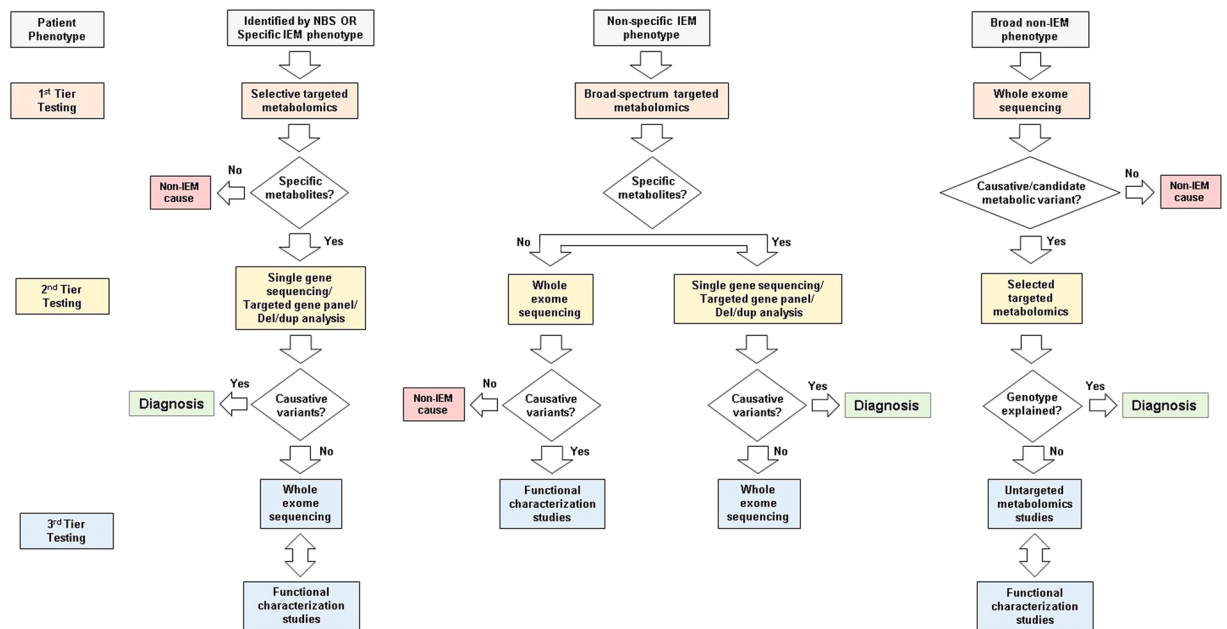 Patient
Phenotype
Identified by NBS OR
Specific IEM phenotype
Non-specific IEM
phenotype
Broad non-IEM
phenotype
1st Tier
Testing
Selective targeted
metabolomics
Broad-spectrum targeted
metabolomics
Whole exome
sequencing
Non-IEM
cause
No
Specific
metabolites?
Specific
metabolites?
Causative/candidate
metabolic variant?
No
Non-IEM
cause
Yes
No
Yes
Yes
2nd Tier
Testing
Single gene
sequencing/
Targeted gene panel/
Del/dup analysis
Whole
exome
sequencing
Single gene sequencing/
Targeted gene panel/
Del/dup analysis
Selected
targeted
metabolomics
Diagnosis
Yes
Causative
variants?
Non-IEM
cause
No
Causative
variants?
Causative
variants?
Yes
Diagnosis
Genotype
explained?
Yes
Diagnosis
No
Yes
No
No
3rd Tier
Testing
Whole
exome
sequencing
Functional
characterization
studies
Whole
exome
sequencing
Untargeted
metabolomics
studies
Functional
characterization
studies
Functional
characterization
studies